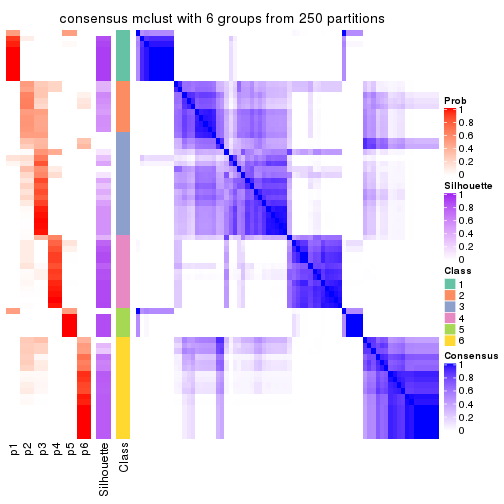 consensus mclust with 6 groups from 250 partitions
Prob
1
0.8
0.6
0.4
0.2
0
Silhouette
1
0.8
0.6
0.4
0.2
0
Class
1
2
3
4
5
6
Consensus
1
0.8
0.6
0.4
0.2
0
p1
p2
p3
p4
p5
p6
Silhouette
Class